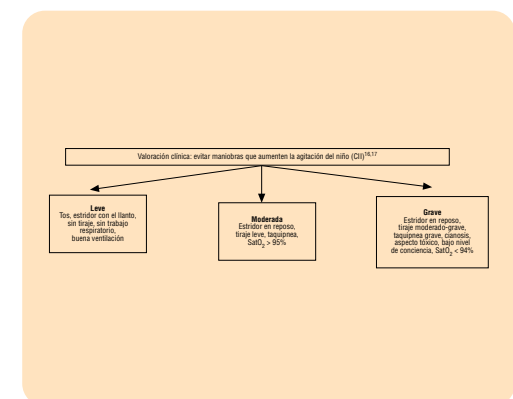 Valoración clínica: evitar maniobras que aumenten la agitación del niño (CII)16,17
Leve
Tos, estridor con el llanto,
sin tiraje, sin trabajo
respiratorio,
buena ventilación
Moderada
Estridor en reposo,
tiraje leve, taquipnea,
SatO2 > 95%
Grave
Estridor en reposo,
tiraje moderado-grave,
taquipnea grave, cianosis,
aspecto tóxico, bajo nivel
de conciencia, SatO2 < 94%